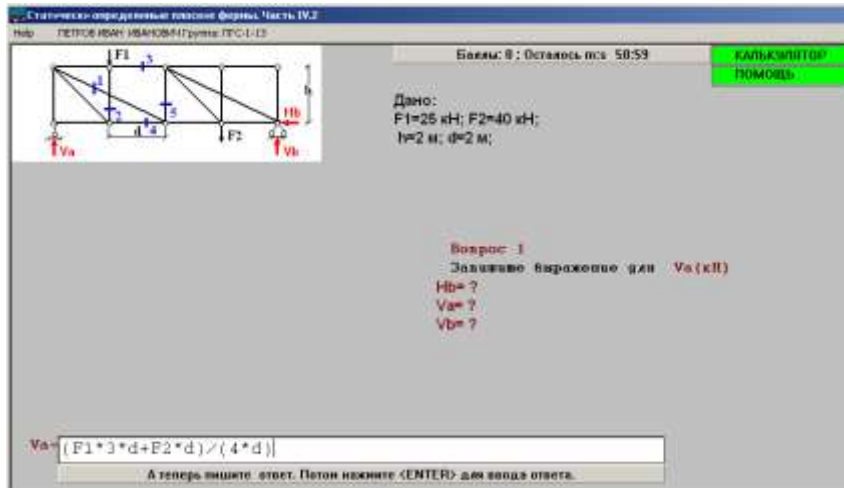 Статически определенные плоские фермы. Часть IV.2
Help ПЕТРОВ ИВАН ИВАНОВИЧ Группа: ПГС-1-13
Баллы: 0 ; Осталось псз 50:59
КАЛЬКУЛЯТОР
ПОМОЩЬ
F1
3
1
h
2
5
Hb
d
4
F2
Va
Vb
Дано:
F1=25 кН; F2=40 кН;
h=2 м; d=2 м;
Вопрос 1
Запишите выражение для Va(кН)
Hb= ?
Va= ?
Vb= ?
Va= (F1*3*d+F2*d)/(4*d)
А теперь пишите ответ. Потом нажмите <ENTER> для ввода ответа.